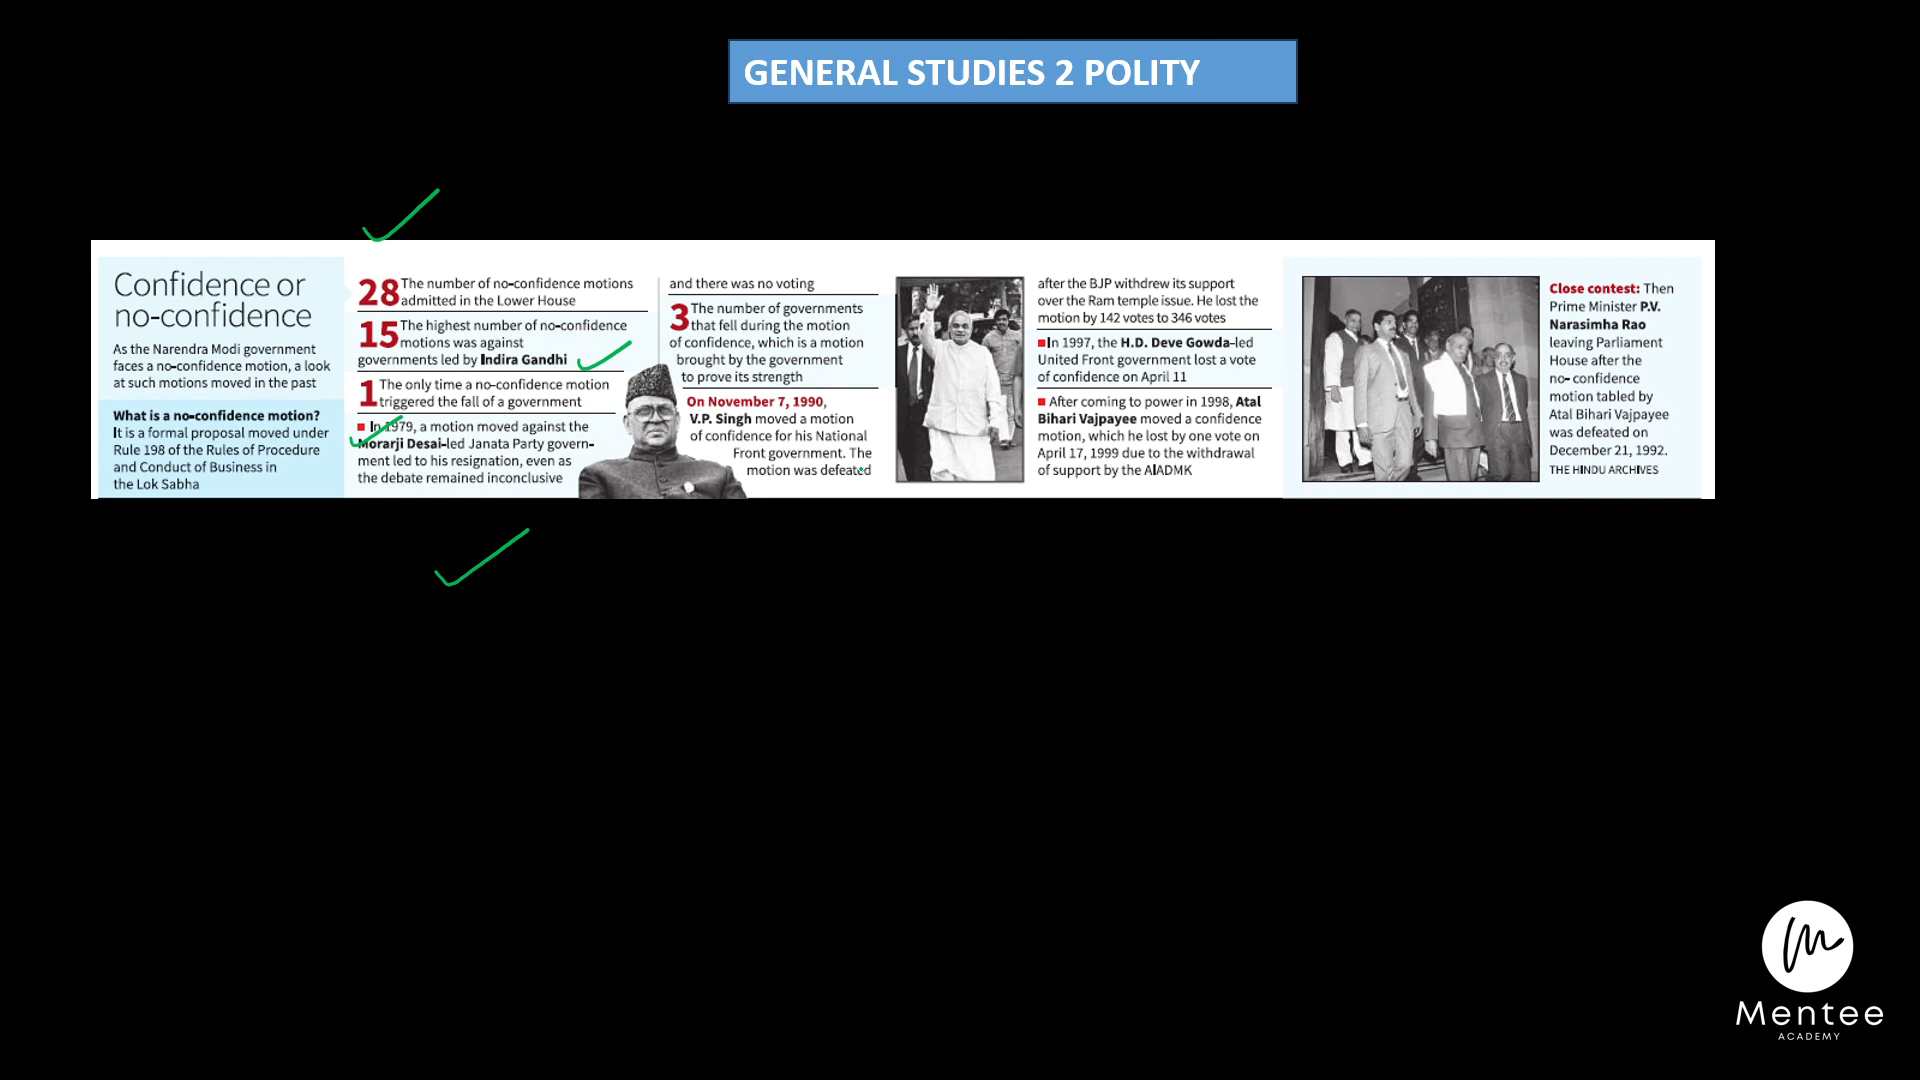 GENERAL STUDIES 2 POLITY
Confidence or
no-confidence
As the Narendra Modi government
faces a no-confidence motion, a look
at such motions moved in the past
What is a no-confidence motion?
It is a formal proposal moved under
Rule 198 of the Rules of Procedure
and Conduct of Business in
the Lok Sabha
28 The number of no-confidence motions
admitted in the Lower House
15 The highest number of no-confidence
motions was against
governments led by Indira Gandhi
1 The only time a no-confidence motion
triggered the fall of a government
In 1979, a motion moved against the
Morarji Desai-led Janata Party govern-
ment led to his resignation, even as
the debate remained inconclusive
and there was no voting
3 The number of governments
that fell during the motion
of confidence, which is a motion
brought by the government
to prove its strength
On November 7, 1990,
V.P. Singh moved a motion
of confidence for his National
Front government. The
motion was defeated
after the BJP withdrew its support
over the Ram temple issue. He lost the
motion by 142 votes to 346 votes
In 1997, the H.D. Deve Gowda-led
United Front government lost a vote
of confidence on April 11
After coming to power in 1998, Atal
Bihari Vajpayee moved a confidence
motion, which he lost by one vote on
April 17, 1999 due to the withdrawal
of support by the AIADMK
Close contest: Then
Prime Minister P.V.
Narasimha Rao
leaving Parliament
House after the
no-confidence
motion tabled by
Atal Bihari Vajpayee
was defeated on
December 21, 1992.
THE HINDU ARCHIVES
Mentee
ACADEMY